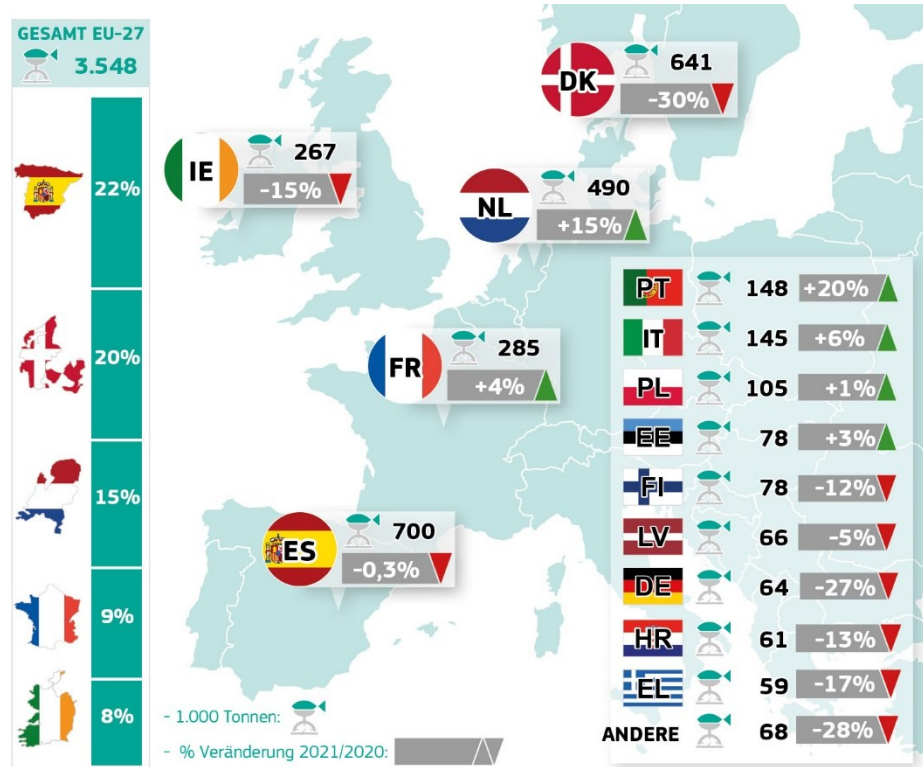 GESAMT EU-27
3.548
22%
20%
15%
9%
8%
DK
641
-30%
IE
267
-15%
NL
490
+15%
FR
285
+4%
ES
700
-0,3%
PT 148 +20%
IT 145 +6%
PL 105 +1%
EE 78 +3%
FI 78 -12%
LV 66 -5%
DE 64 -27%
HR 61 -13%
EL 59 -17%
ANDERE 68 -28%
- 1.000 Tonnen:
- % Veränderung 2021/2020: